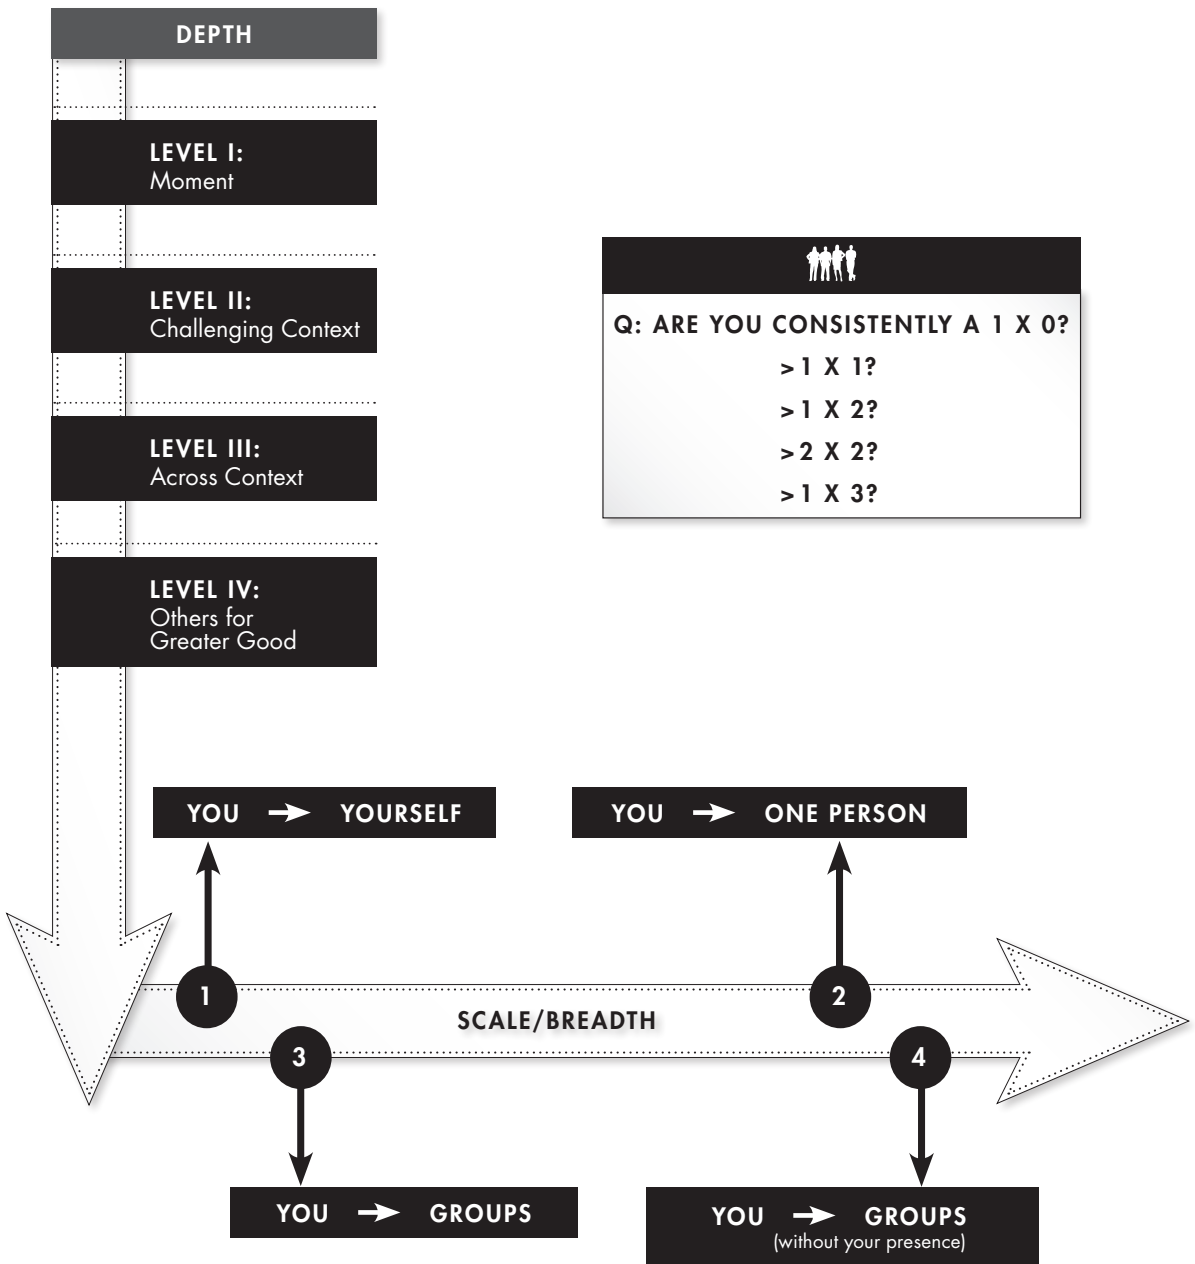 DEPTH
LEVEL I:
Moment
LEVEL II:
Challenging Context
LEVEL III:
Across Context
LEVEL IV:
Others for
Greater Good
Q: ARE YOU CONSISTENTLY A 1 X 0?
>1 X 1?
>1 X 2?
>2 X 2?
>1 X 3?
YOU → YOURSELF
YOU → ONE PERSON
1
2
SCALE/BREADTH
3
4
YOU → GROUPS
YOU → GROUPS
(without your presence)